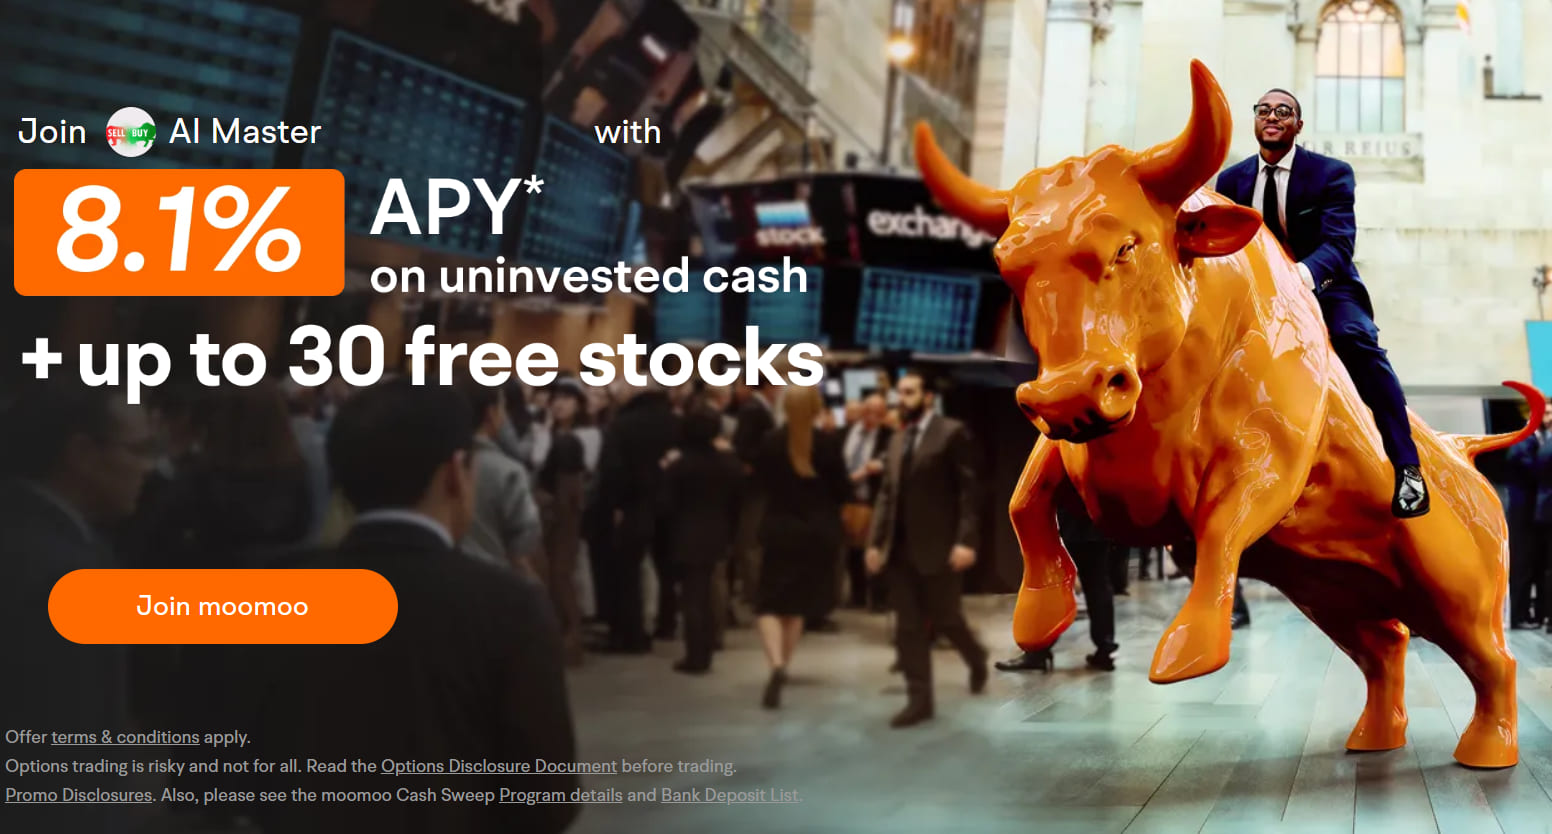 Join SELL BUY AI Master with
8.1% APY*
on uninvested cash
+ up to 30 free stocks
stock
Join moomoo
Offer terms & conditions apply.
Options trading is risky and not for all. Read the Options Disclosure Document before trading.
Promo Disclosures. Also, please see the moomoo Cash Sweep Program details and Bank Deposit List.